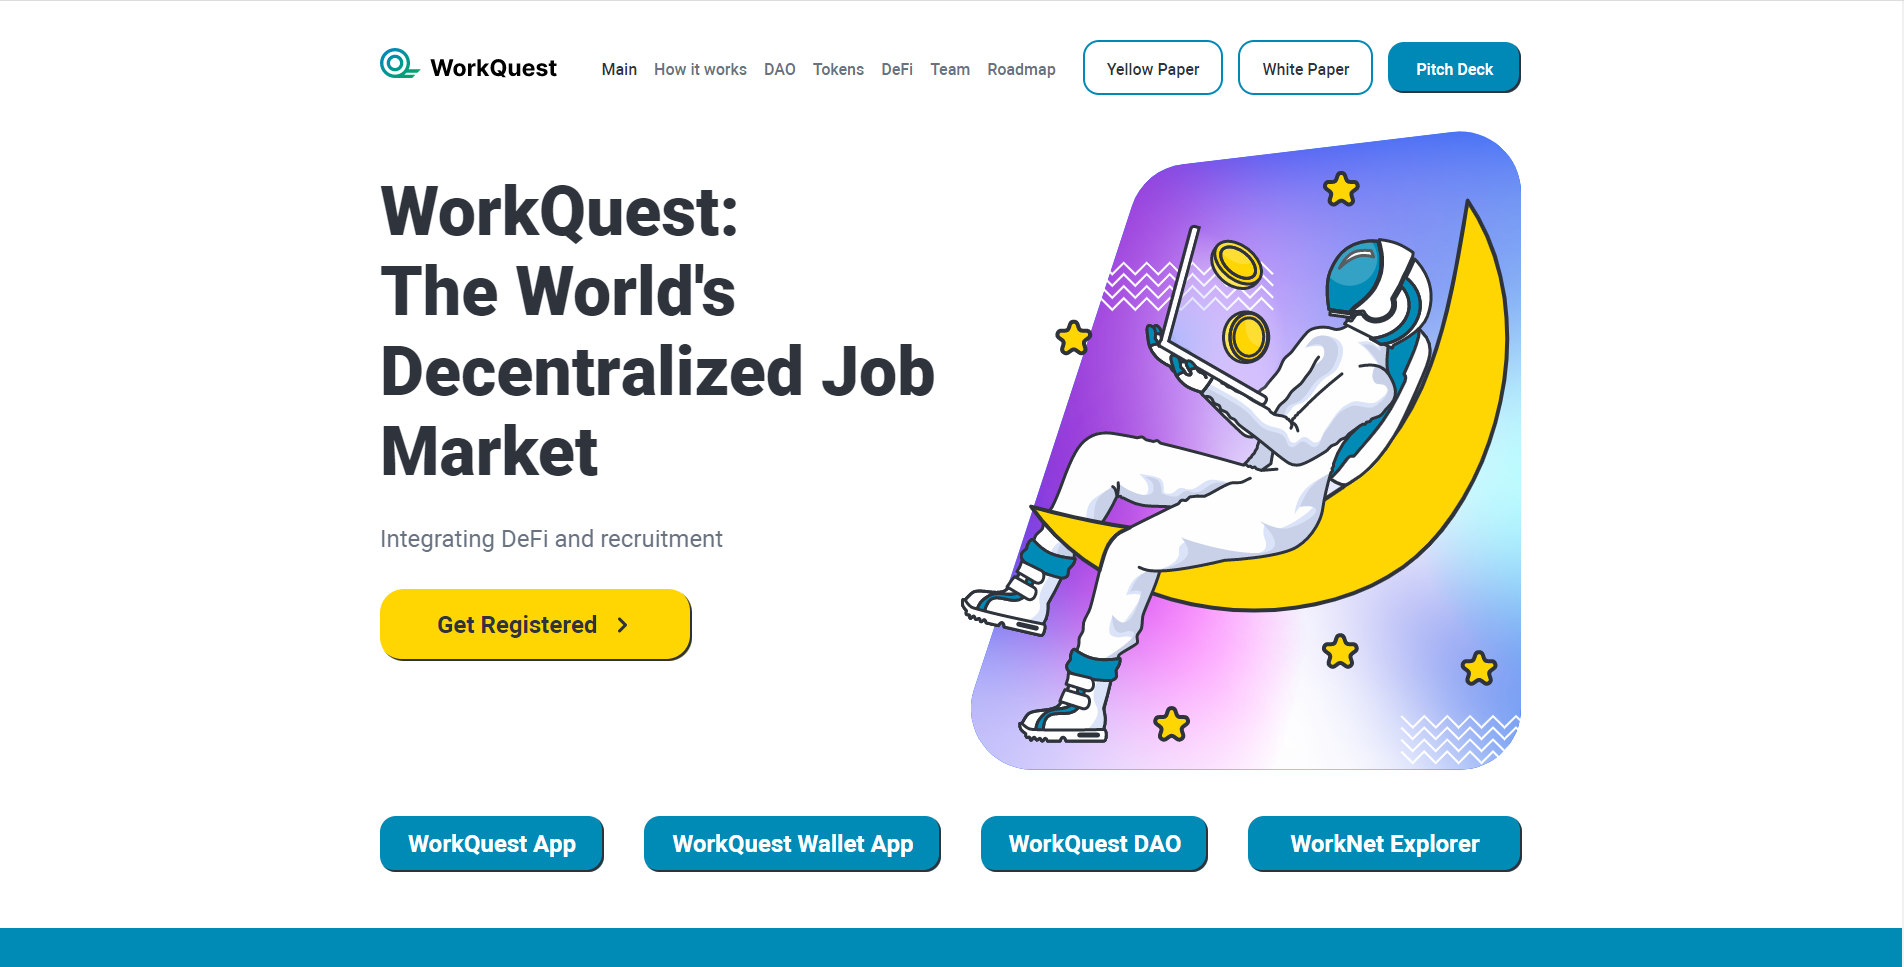 WorkQuest
Main How it works DAO Tokens DeFi Team Roadmap
Yellow Paper
White Paper
Pitch Deck
WorkQuest:
The World's
Decentralized Job
Market
Integrating DeFi and recruitment
Get Registered
WorkQuest App
WorkQuest Wallet App
WorkQuest DAO
WorkNet Explorer